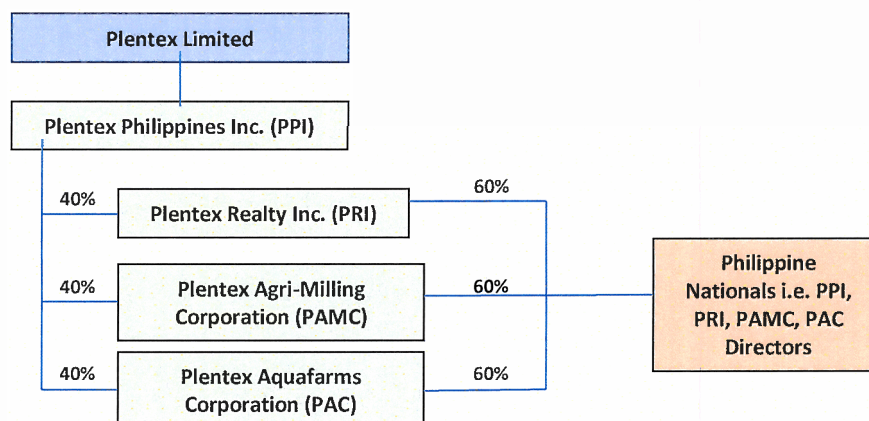 Plentex Limited
Plentex Philippines Inc. (PPI)
40%
Plentex Realty Inc. (PRI)
60%
40%
Plentex Agri-Milling
Corporation (PAMC)
60%
40%
Plentex Aquafarms
Corporation (PAC)
60%
Philippine
Nationals i.e. PPI,
PRI, PAMC, PAC
Directors